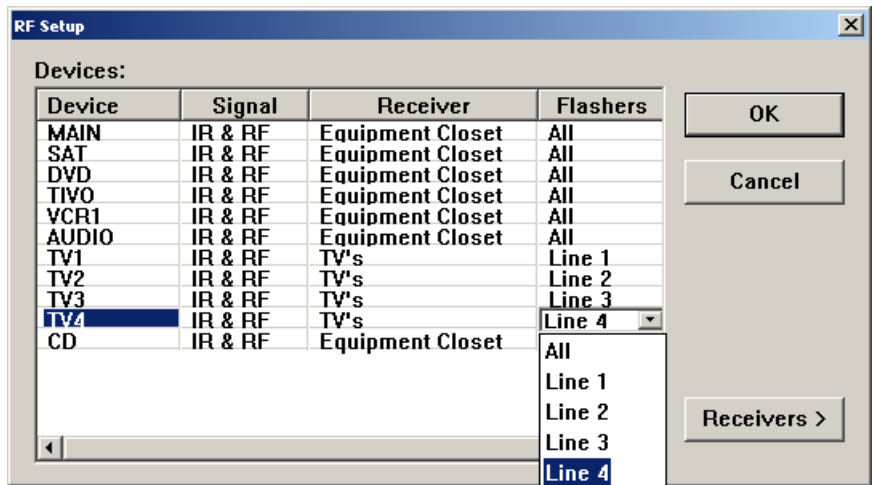 RF Setup
Devices:
Device Signal Receiver Flashers
MAIN IR & RF Equipment Closet All
SAT IR & RF Equipment Closet All
DVD IR & RF Equipment Closet All
TIVO IR & RF Equipment Closet All
VCR1 IR & RF Equipment Closet All
AUDIO IR & RF Equipment Closet All
TV1 IR & RF TV's Line 1
TV2 IR & RF TV's Line 2
TV3 IR & RF TV's Line 3
TV4 IR & RF TV's Line 4
CD IR & RF Equipment Closet
All
Line 1
Line 2
Line 3
Line 4
OK
Cancel
Receivers >